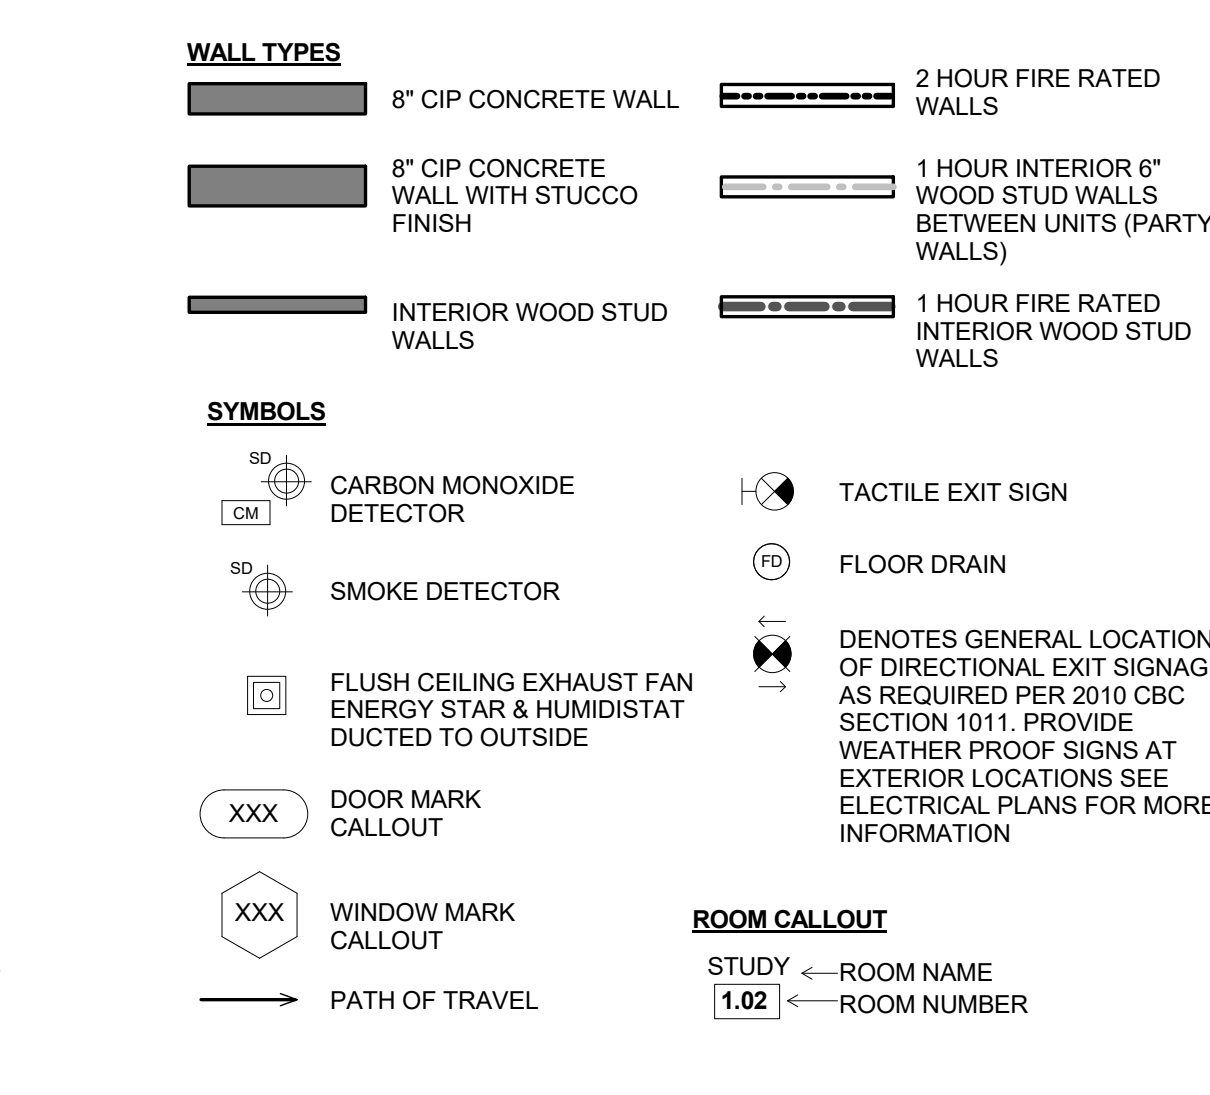 WALL TYPES
8" CIP CONCRETE WALL
8" CIP CONCRETE
WALL WITH STUCCO
FINISH
INTERIOR WOOD STUD
WALLS
2 HOUR FIRE RATED
WALLS
1 HOUR INTERIOR 6"
WOOD STUD WALLS
BETWEEN UNITS (PARTY
WALLS)
1 HOUR FIRE RATED
INTERIOR WOOD STUD
WALLS
SYMBOLS
SD
CM
CARBON MONOXIDE
DETECTOR
SD
SMOKE DETECTOR
FLUSH CEILING EXHAUST FAN
ENERGY STAR & HUMIDISTAT
DUCTED TO OUTSIDE
XXX
DOOR MARK
CALLOUT
XXX
WINDOW MARK
CALLOUT
PATH OF TRAVEL
TACTILE EXIT SIGN
FD
FLOOR DRAIN
DENOTES GENERAL LOCATION
OF DIRECTIONAL EXIT SIGNAG
AS REQUIRED PER 2010 CBC
SECTION 1011. PROVIDE
WEATHER PROOF SIGNS AT
EXTERIOR LOCATIONS SEE
ELECTRICAL PLANS FOR MORE
INFORMATION
ROOM CALLOUT
STUDY
ROOM NAME
1.02
ROOM NUMBER